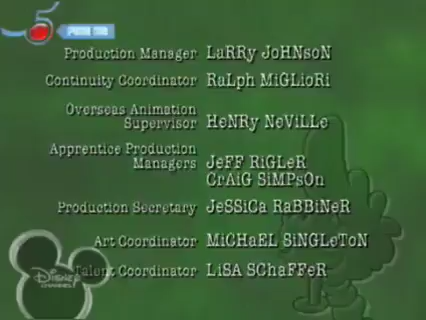 5
Production Manager LaRRy JoHNsoN
Continuity Coordinator RaLph MiGLioRi
Overseas Animation
Supervisor HeNRy NeViLLe
Apprentice Production
Managers JeFF RiGLeR
CrAiG SiMPsOn
Production Secretary JeSSiCa RaBBiNeR
Art Coordinator MiCHaEL SiNGLeToN
Talent Coordinator LiSA SChaFFeR
Disney
CHANNEL